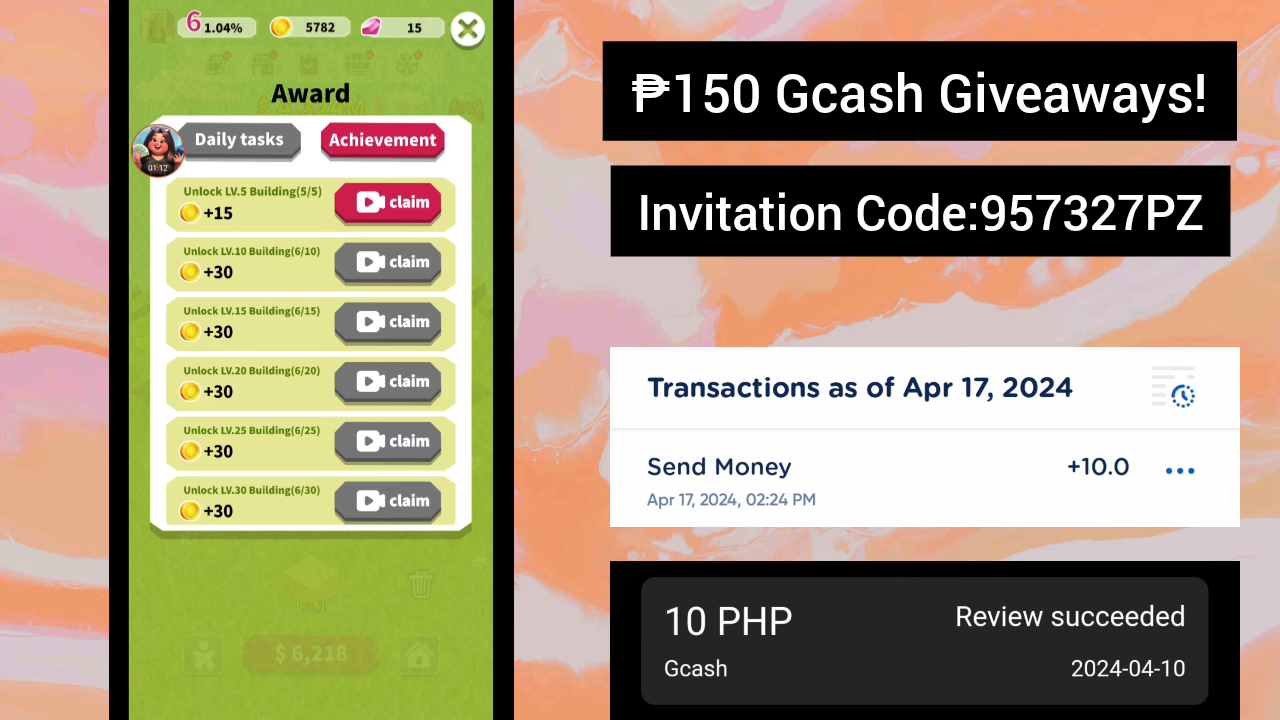 6
1.04%
5782
15
Award
Daily tasks
Achievement
01:12
Unlock LV.5 Building(5/5)
+15
claim
Unlock LV.10 Building(6/10)
+30
claim
Unlock LV.15 Building(6/15)
+30
claim
Unlock LV.20 Building(6/20)
+30
claim
Unlock LV.25 Building(6/25)
+30
claim
Unlock LV.30 Building(6/30)
+30
claim
Lv.1
$ 6,218
₱150 Gcash Giveaways!
Invitation Code:957327PZ
Transactions as of Apr 17, 2024
Send Money
+10.0
Apr 17, 2024, 02:24 PM
10 PHP
Review succeeded
Gcash
2024-04-10